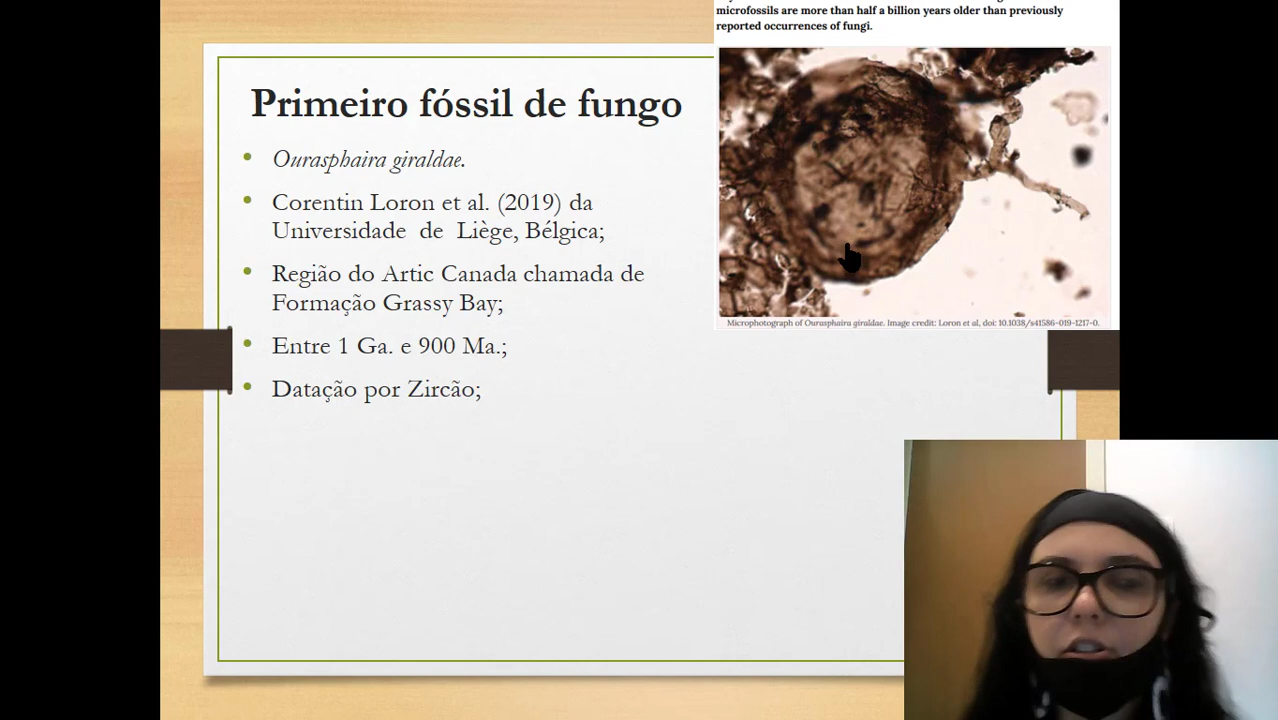 microfossils are more than half a billion years older than previously
reported occurrences of fungi.
Primeiro fóssil de fungo
Ourasphaira giraldae.
Corentin Loron et al. (2019) da
Universidade de Liège, Bélgica;
Região do Artic Canada chamada de
Formação Grassy Bay;
Entre 1 Ga. e 900 Ma.;
Datação por Zircão;
Microphotograph of Ourasphaira giraldae. Image credit: Loron et al, doi: 10.1038/s41586-019-1217-0.